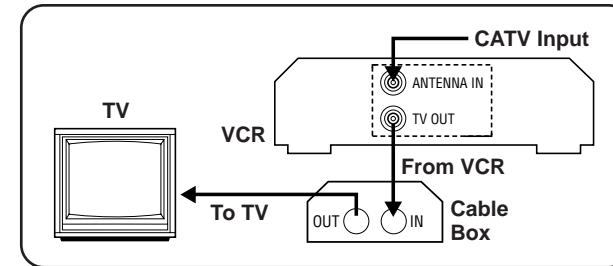 CATV Input
ANTENNA IN
TV
TV OUT
VCR
From VCR
To TV
OUT
IN
Cable
Box